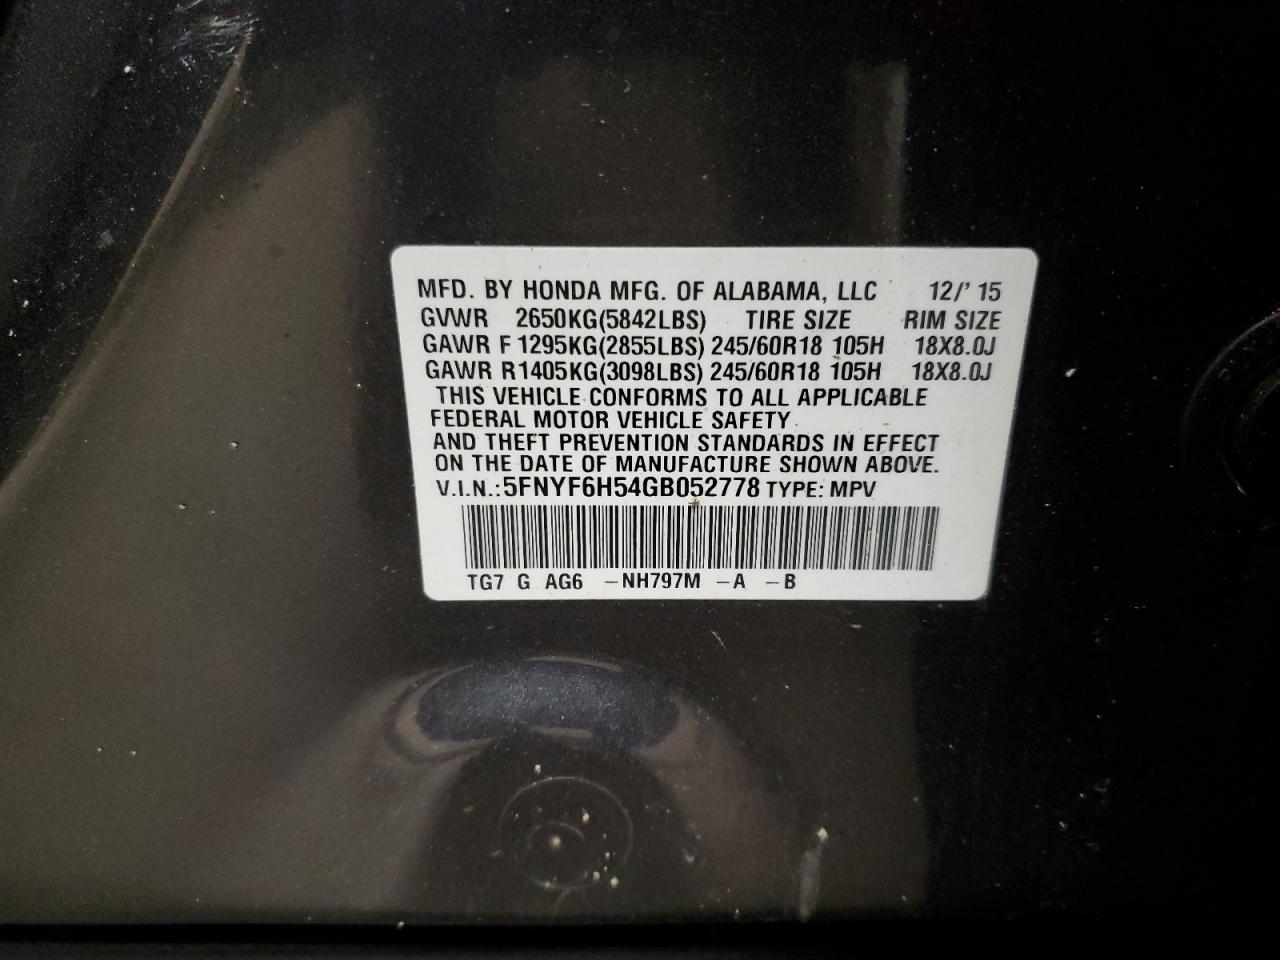 MFD. BY HONDA MFG. OF ALABAMA, LLC 12/' 15
GVWR 2650KG(5842LBS) TIRE SIZE RIM SIZE
GAWR F 1295KG(2855LBS) 245/60R18 105H 18X8.0J
GAWR R 1405KG(3098LBS) 245/60R18 105H 18X8.0J
THIS VEHICLE CONFORMS TO ALL APPLICABLE
FEDERAL MOTOR VEHICLE SAFETY
AND THEFT PREVENTION STANDARDS IN EFFECT
ON THE DATE OF MANUFACTURE SHOWN ABOVE.
V.I.N.:5FNYF6H54GB052778 TYPE: MPV
TG7 G AG6 -NH797M -A -B